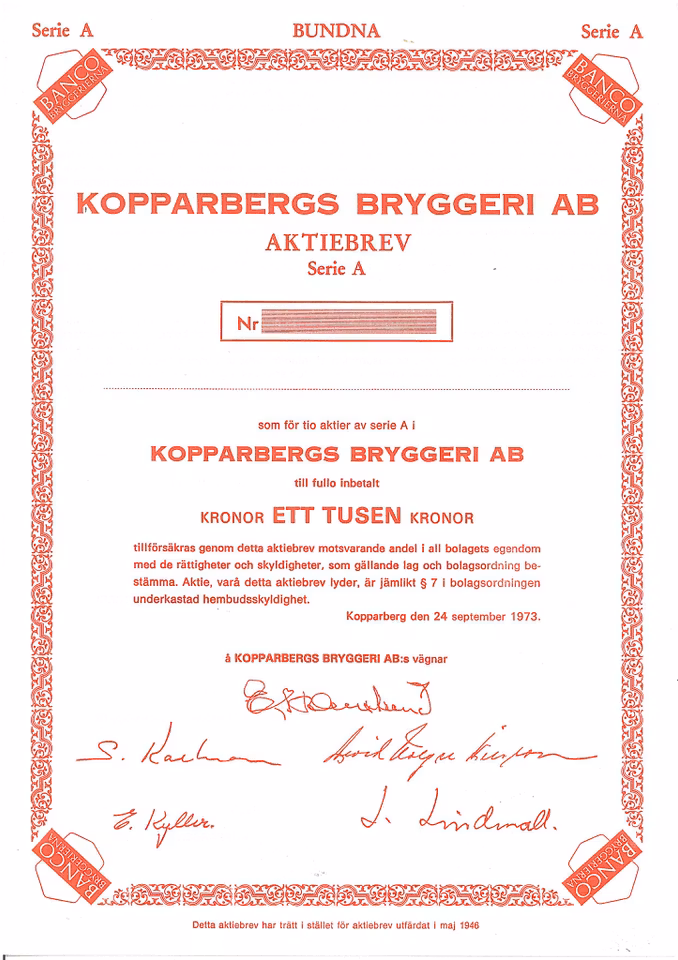 Serie A BUNDNA Serie A
BANCO
BRYGGERIERNA
BANCO
BRYGGERIERNA
KOPPARBERGS BRYGGERI AB
AKTIEBREV
Serie A
Nr
som för tio aktier av serie A i
KOPPARBERGS BRYGGERI AB
till fullo inbetalt
KRONOR ETT TUSEN KRONOR
tillförsäkras genom detta aktiebrev motsvarande andel i all bolagets egendom
med de rättigheter och skyldigheter, som gällande lag och bolagsordning be-
stämma. Aktie, varå detta aktiebrev lyder, är jämlikt § 7 i bolagsordningen
underkastad hembudsskyldighet.
Kopparberg den 24 september 1973.
å KOPPARBERGS BRYGGERI AB:s vägnar
S. Karlman
E. Kyller. J. Lindmall.
BANCO
BRYGGERIERNA
BANCO
BRYGGERIERNA
Detta aktiebrev har trätt i stället för aktiebrev utfärdat i maj 1946